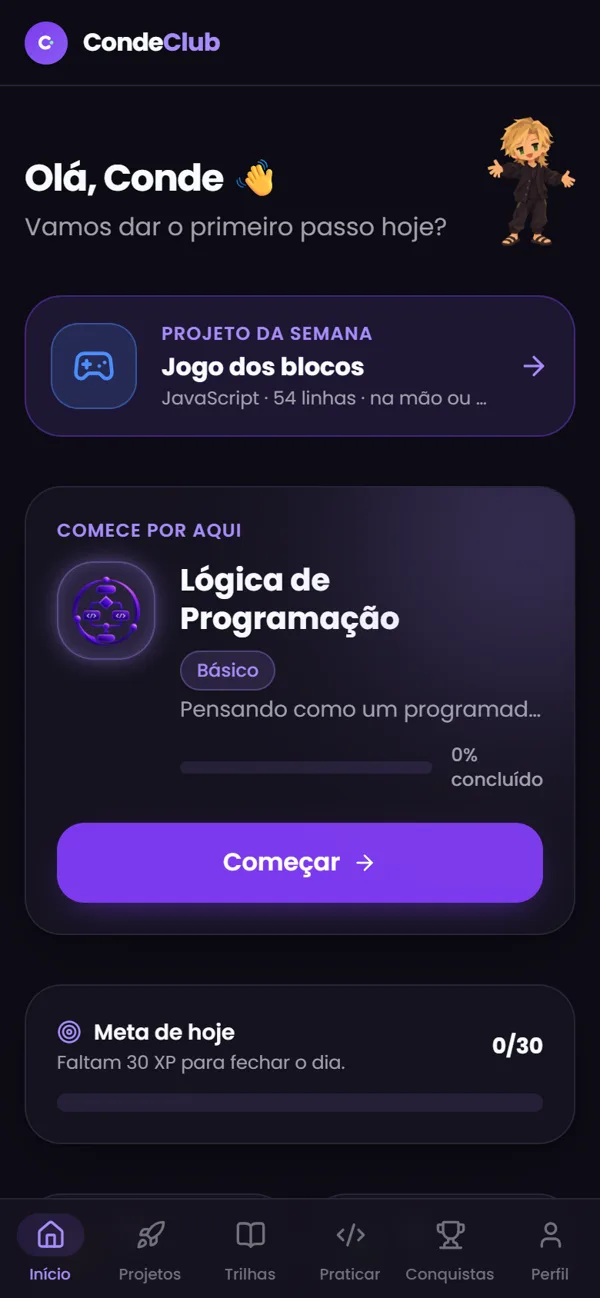 CondeClub
Olá, Conde 👋
Vamos dar o primeiro passo hoje?
PROJETO DA SEMANA
Jogo dos blocos
JavaScript · 54 linhas · na mão ou ...
COMECE POR AQUI
Lógica de
Programação
Básico
Pensando como um programad...
0%
concluído
Começar →
Meta de hoje
0/30
Faltam 30 XP para fechar o dia.
Início
Projetos
Trilhas
Praticar
Conquistas
Perfil